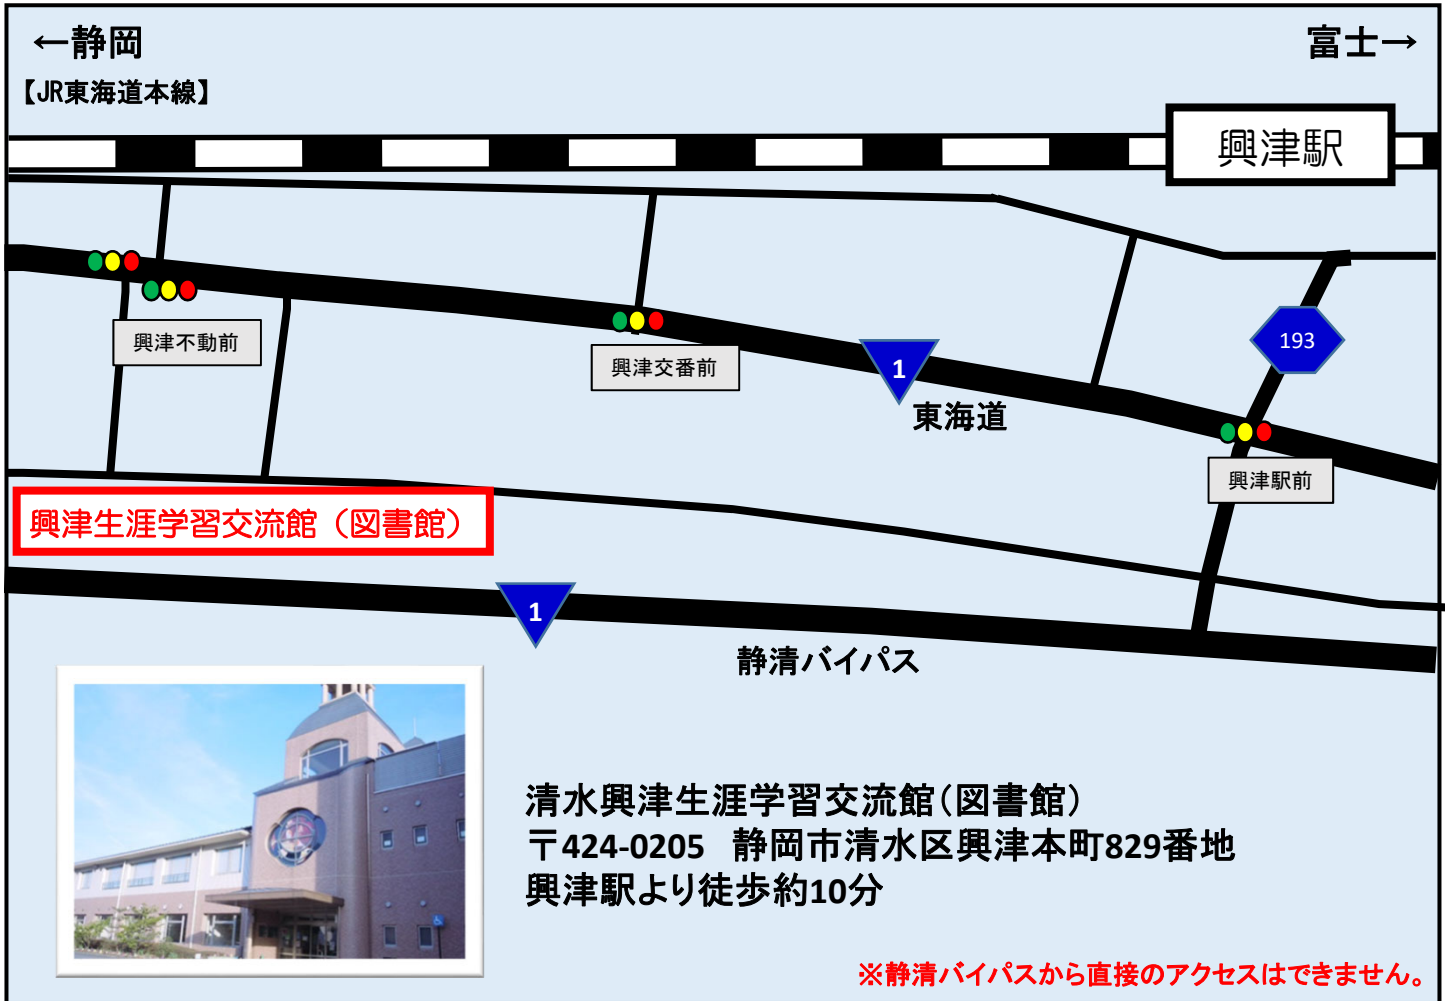 ←静岡
富士→
【JR東海道本線】
興津駅
193
興津不動前
興津交番前
1
東海道
興津駅前
興津生涯学習交流館（図書館）
1
静清バイパス
清水興津生涯学習交流館（図書館）
〒424-0205　静岡市清水区興津本町829番地
興津駅より徒歩約10分
※静清バイパスから直接のアクセスはできません。